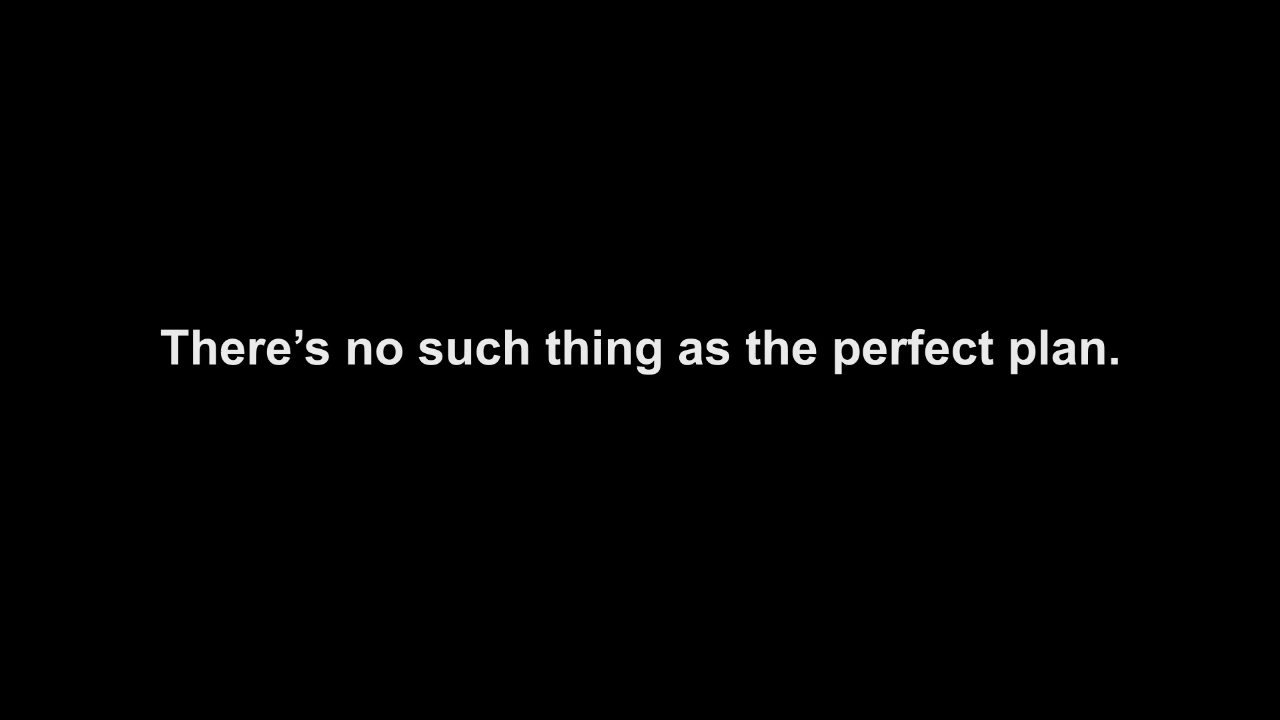 There’s no such thing as the perfect plan.